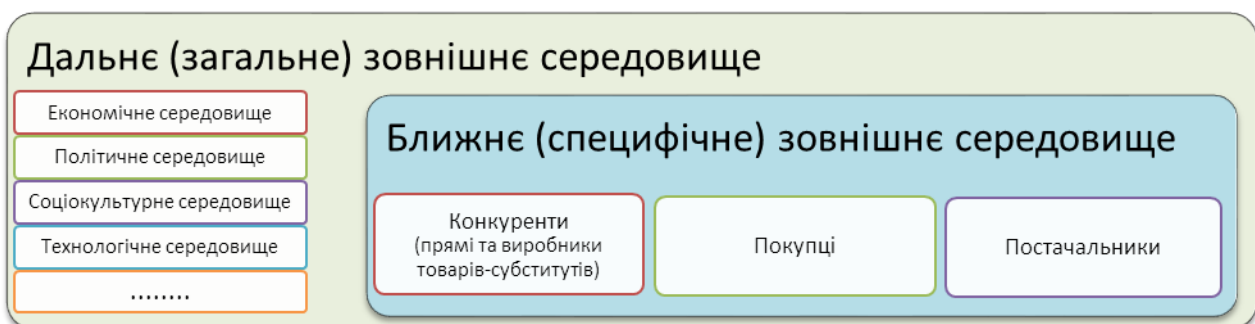 Дальнє (загальне) зовнішнє середовище
Економічне середовище
Політичне середовище
Соціокультурне середовище
Технологічне середовище
........
Ближнє (специфічне) зовнішнє середовище
Конкуренти
(прямі та виробники
товарів-субститутів)
Покупці
Постачальники